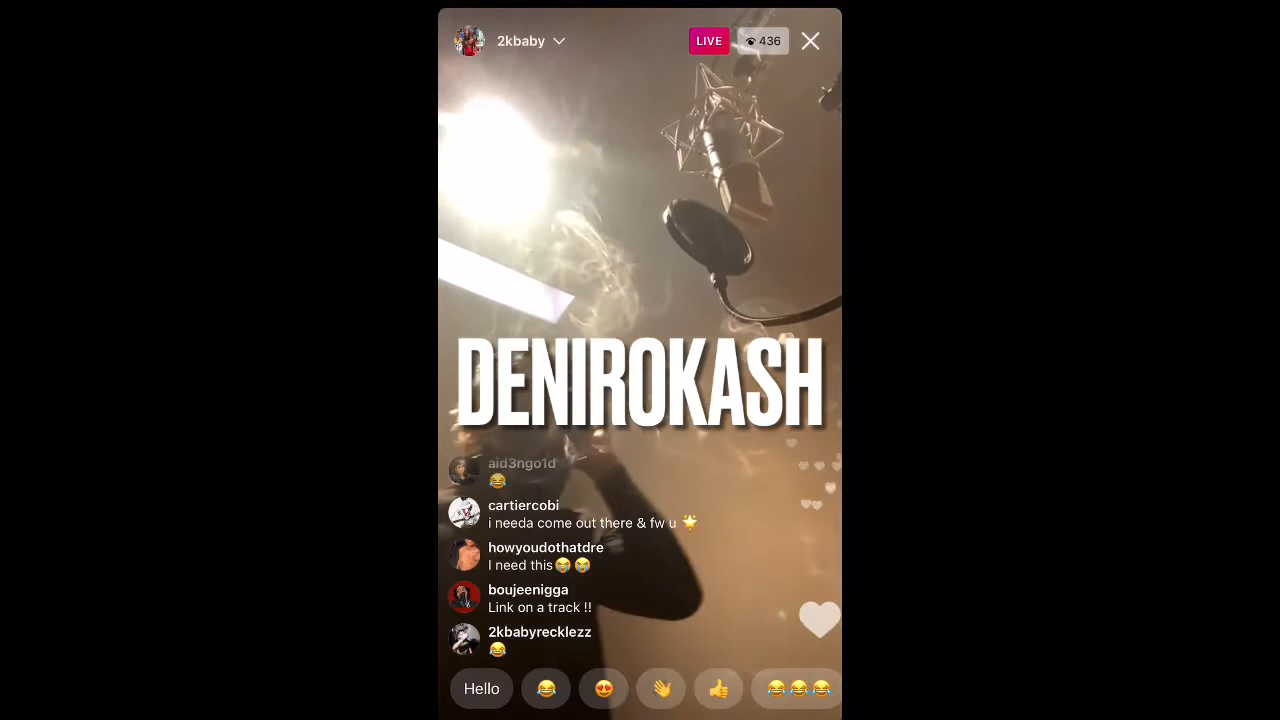 2kbaby
LIVE
436
DENIROKASH
aid3ngo1d
😂
cartiercobi
i needa come out there & fw u 🌟
howyoudothatdre
I need this😭😭
boujeenigga
Link on a track !!
2kbabyrecklezz
😂
Hello 😂 😍 👋 👍 😂😂😂